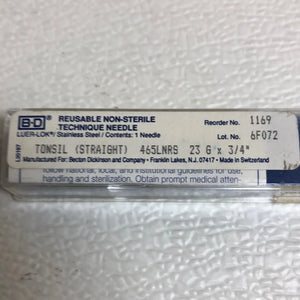 B-D REUSABLE NON-STERILE Reorder No. 1169
LUER-LOK®/ Stainless Steel / Contents: 1 Needle
TECHNIQUE NEEDLE Lot. No. 6F072
TONSIL (STRAIGHT) 465LNRS 23 G x 3/4"
Manufactured For: Becton Dickinson and Company • Franklin Lakes, N.J. 07417 • Made in Switzerland
follow national, local, and institutional guidelines for use,
handling and sterilization. Obtain prompt medical atten-